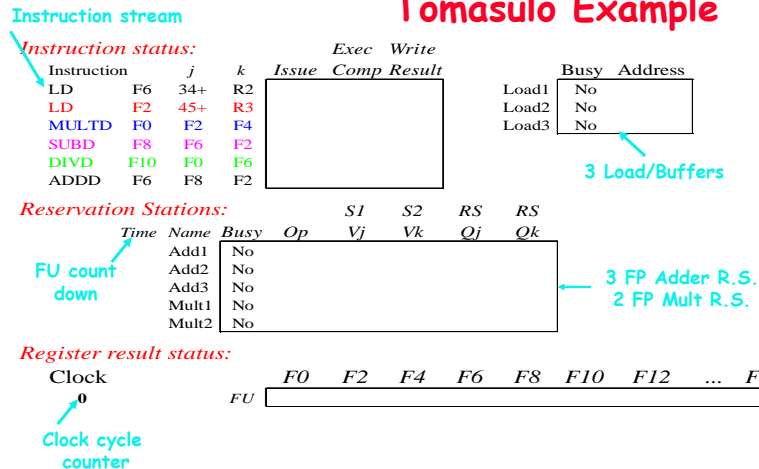 Tomasulo Example
Instruction stream
Instruction status: Exec Write
Instruction j k Issue Comp Result Busy Address
LD F6 34+ R2 Load1 No
LD F2 45+ R3 Load2 No
MULTD F0 F2 F4 Load3 No
SUBD F8 F6 F2
DIVD F10 F0 F6
ADDD F6 F8 F2
3 Load/Buffers
Reservation Stations: S1 S2 RS RS
Time Name Busy Op Vj Vk Qj Qk
Add1 No
Add2 No
Add3 No
Mult1 No
Mult2 No
FU count
down
3 FP Adder R.S.
2 FP Mult R.S.
Register result status:
Clock F0 F2 F4 F6 F8 F10 F12 ... F
0 FU
Clock cycle
counter